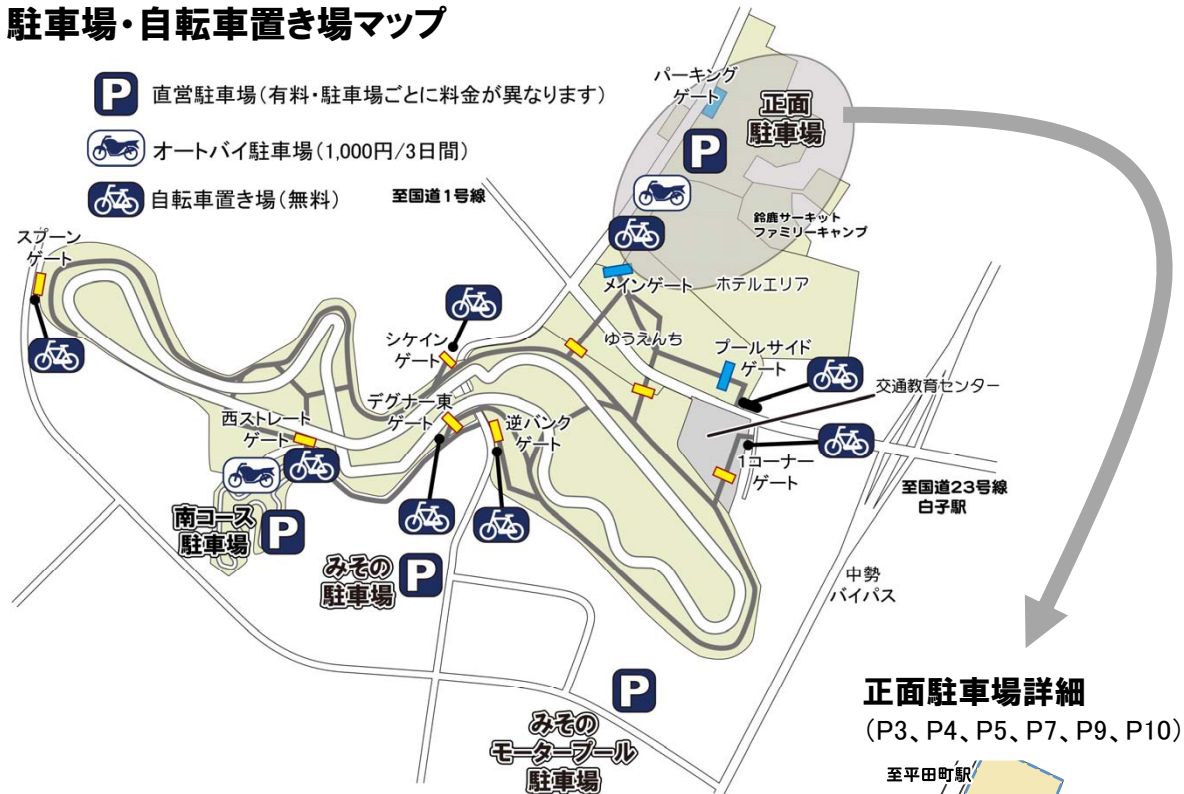 駐車場・自転車置き場マップ
P 直営駐車場(有料・駐車場ごとに料金が異なります)
オートバイ駐車場(1,000円/3日間)
自転車置き場(無料)
至国道1号線
パーキング
ゲート
正面
駐車場
P
鈴鹿サーキット
ファミリーキャンプ
スプーン
ゲート
メインゲート
ホテルエリア
シケイン
ゲート
ゆうえんち
プールサイド
ゲート
交通教育センター
デグナー東
ゲート
逆バンク
ゲート
西ストレート
ゲート
1コーナー
ゲート
至国道23号線
白子駅
南コース
駐車場
P
みその
駐車場
P
中勢
バイパス
P
みその
モータープール
駐車場
正面駐車場詳細
(P3、P4、P5、P7、P9、P10)
至平田町駅